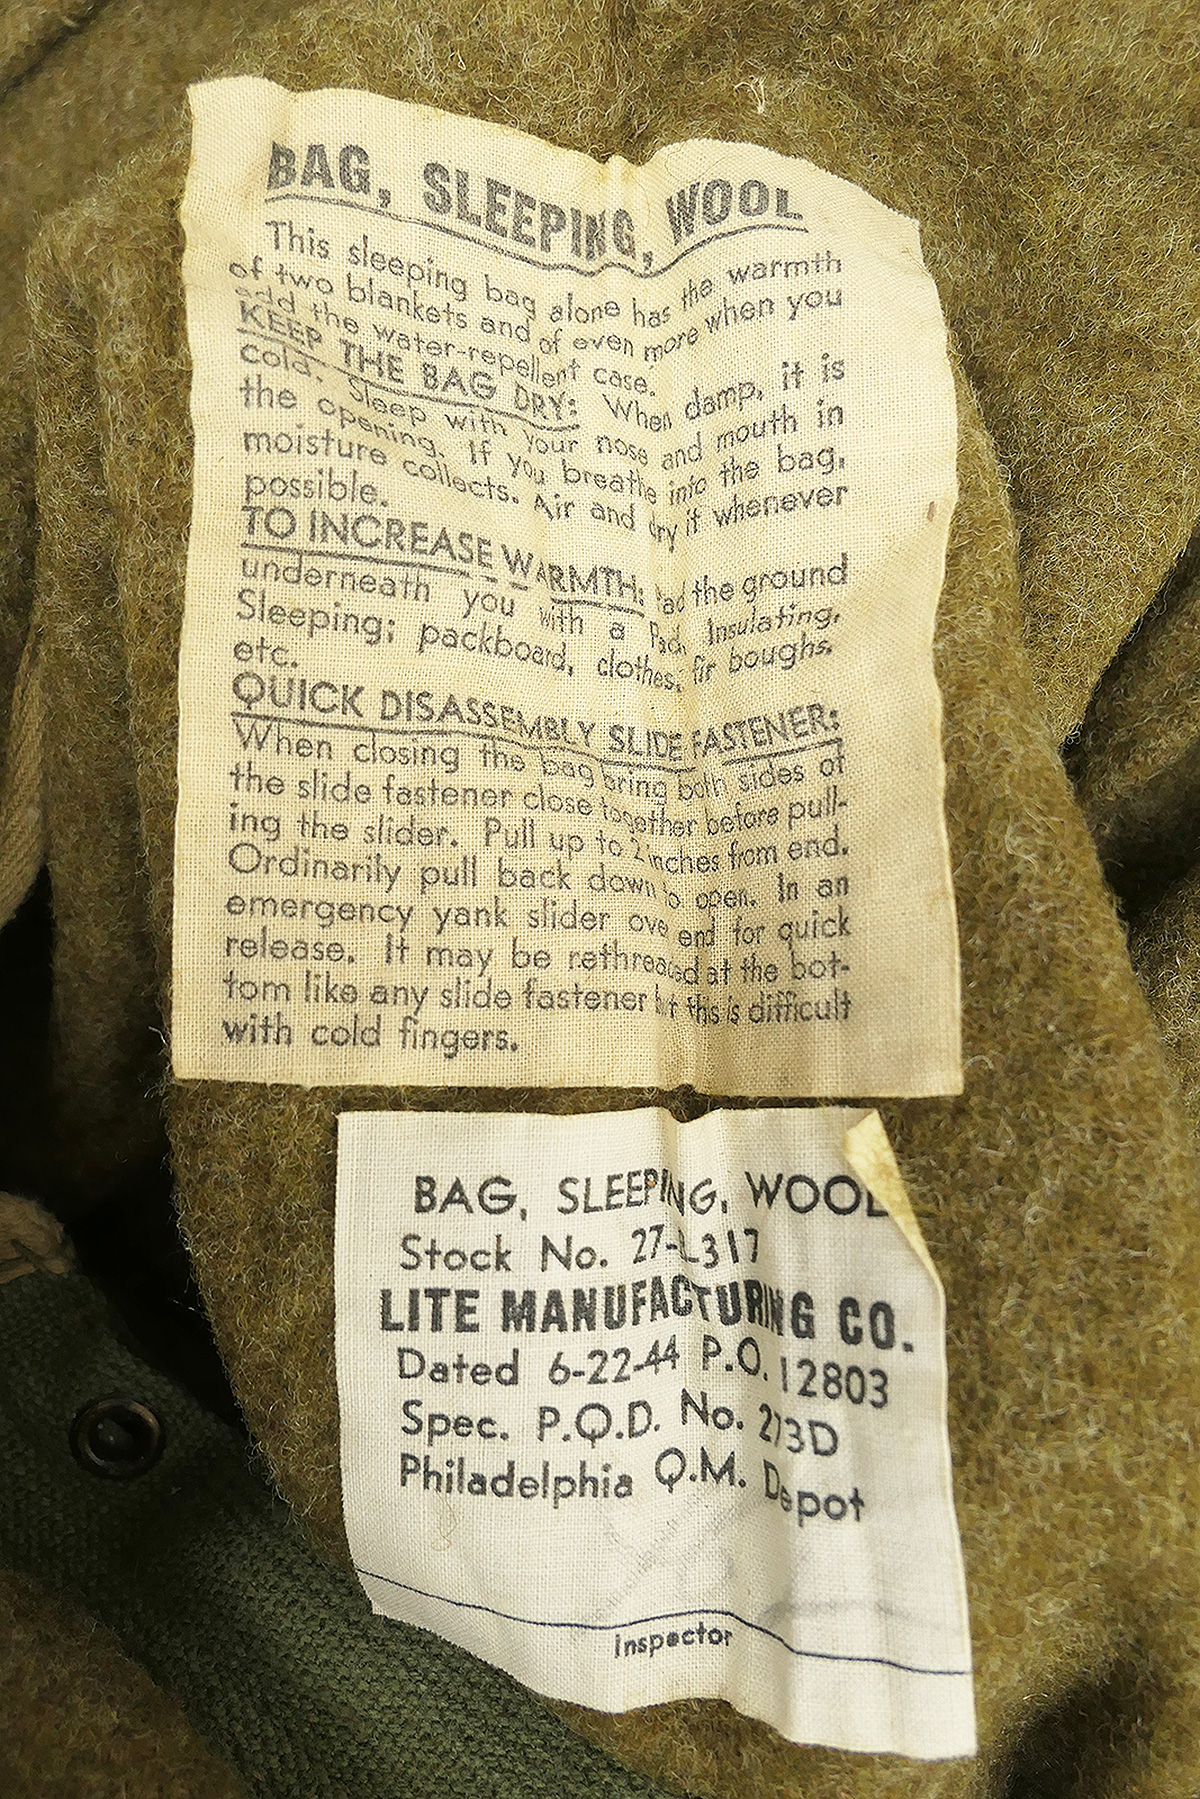 BAG, SLEEPING, WOOL
This sleeping bag alone has the warmth
of two blankets and of even more when you
add the water-repellent case.
KEEP THE BAG DRY: When damp, it is
cold. Sleep with your nose and mouth in
the opening. If you breathe into the bag,
moisture collects. Air and dry it whenever
possible.
TO INCREASE WARMTH: Pad the ground
underneath you with a Pad, Insulating,
Sleeping; packboard, clothes, fir boughs,
etc.
QUICK DISASSEMBLY SLIDE FASTENER:
When closing the bag bring both sides of
the slide fastener close together before pull-
ing the slider. Pull up to 2 inches from end.
Ordinarily pull back down to open. In an
emergency yank slider over end for quick
release. It may be rethreaded at the bot-
tom like any slide fastener but this is difficult
with cold fingers.
BAG, SLEEPING, WOOL
Stock No. 27-L317
LITE MANUFACTURING CO.
Dated 6-22-44 P.O. 12803
Spec. P.Q.D. No. 273D
Philadelphia Q.M. Depot
inspector